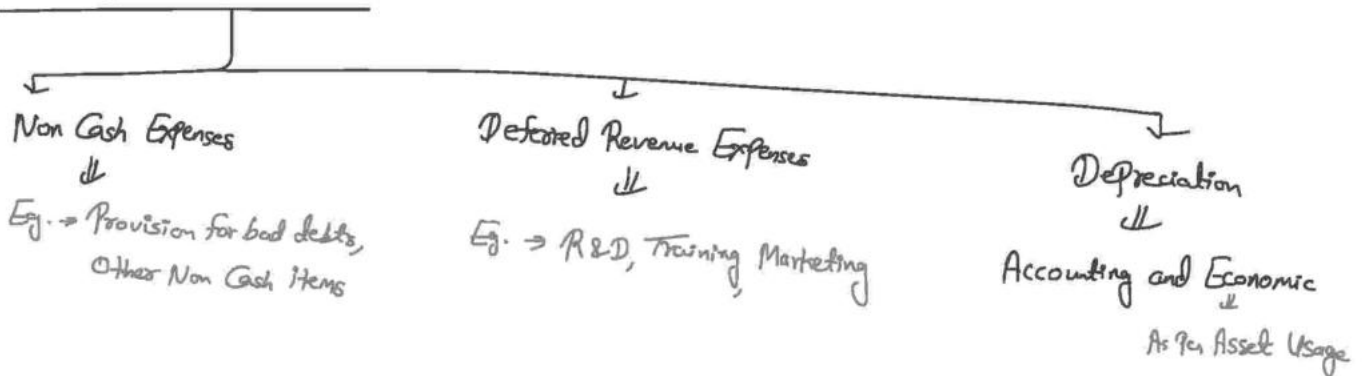 Non Cash Expenses
Eg. → Provision for bad debts,
Other Non Cash items
Deferred Revenue Expenses
Eg. → R&D, Training, Marketing
Depreciation
Accounting and Economic
As Per Asset Usage